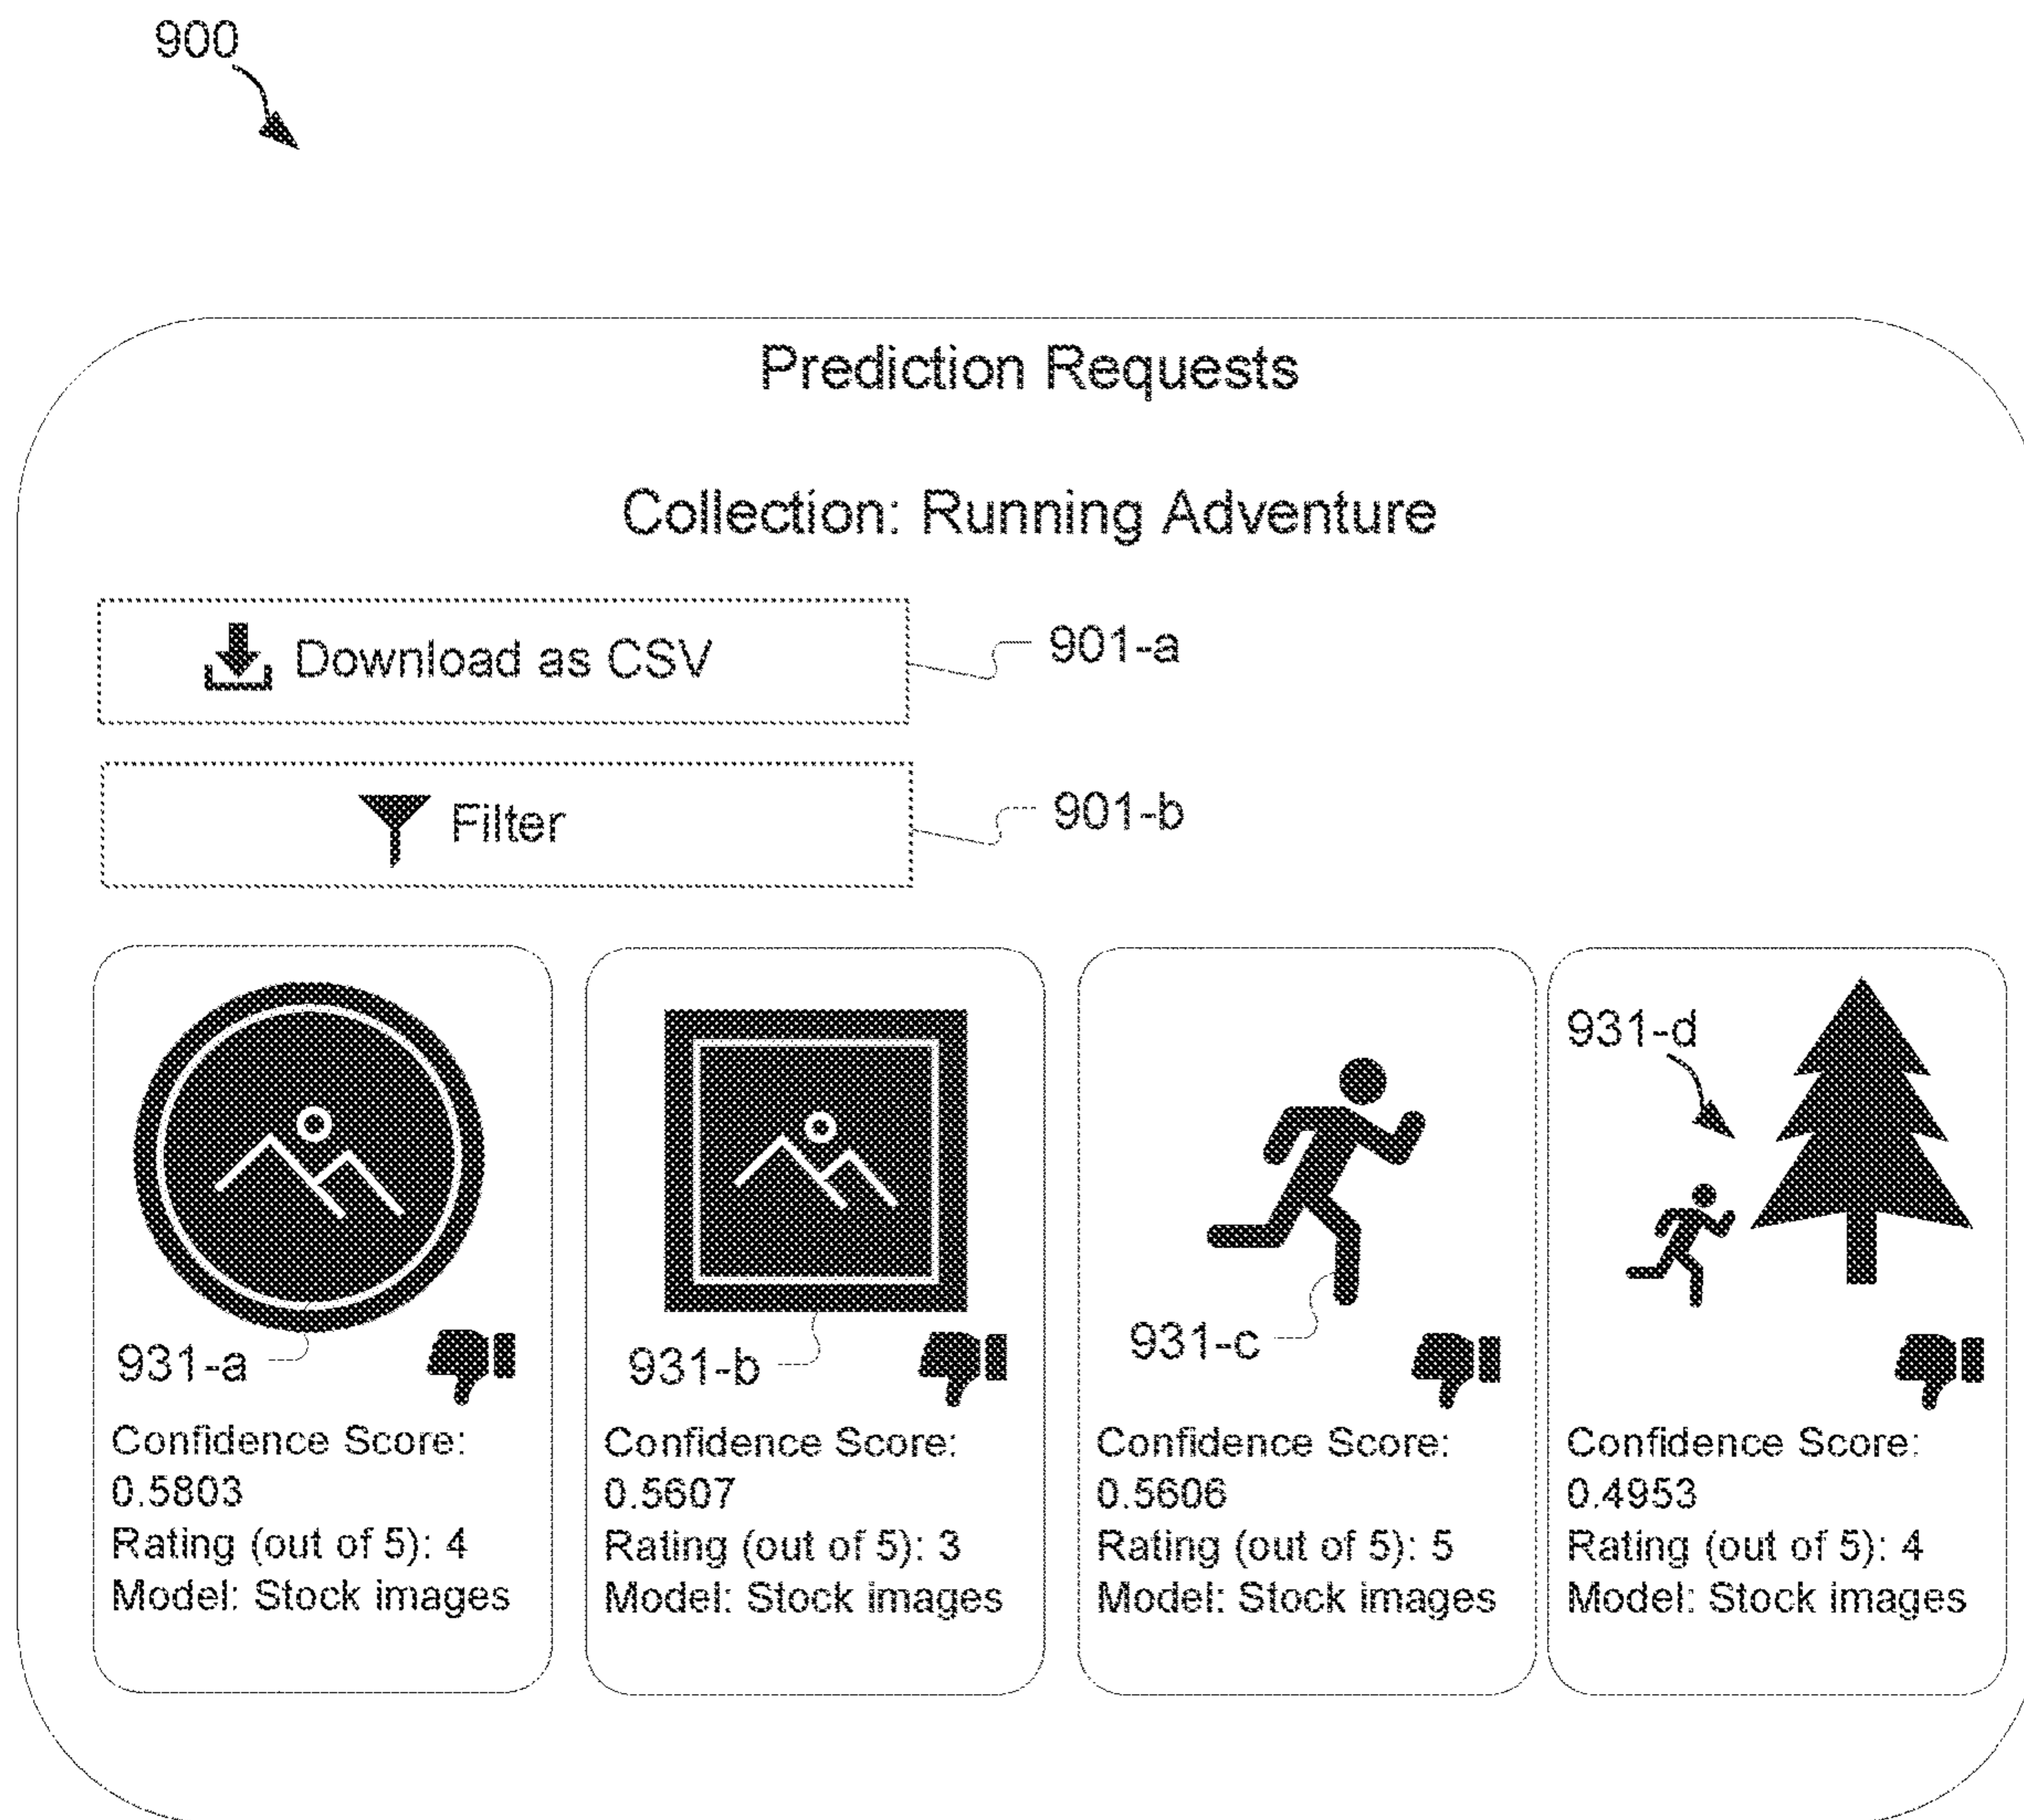 900
Prediction Requests
Collection: Running Adventure
Download as CSV
901-a
Filter
901-b
931-a
Confidence Score:
0.5803
Rating (out of 5): 4
Model: Stock images
931-b
Confidence Score:
0.5607
Rating (out of 5): 3
Model: Stock images
931-c
Confidence Score:
0.5606
Rating (out of 5): 5
Model: Stock images
931-d
Confidence Score:
0.4953
Rating (out of 5): 4
Model: Stock images